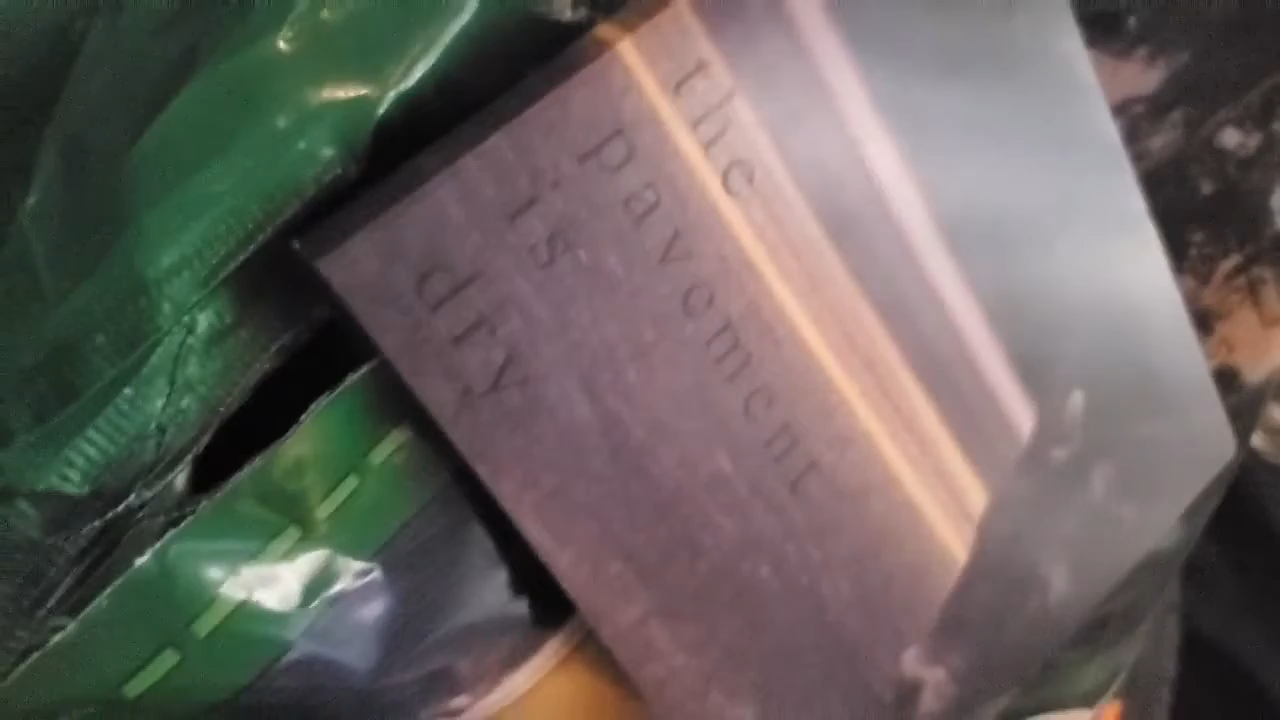 the
pavement
is
dry